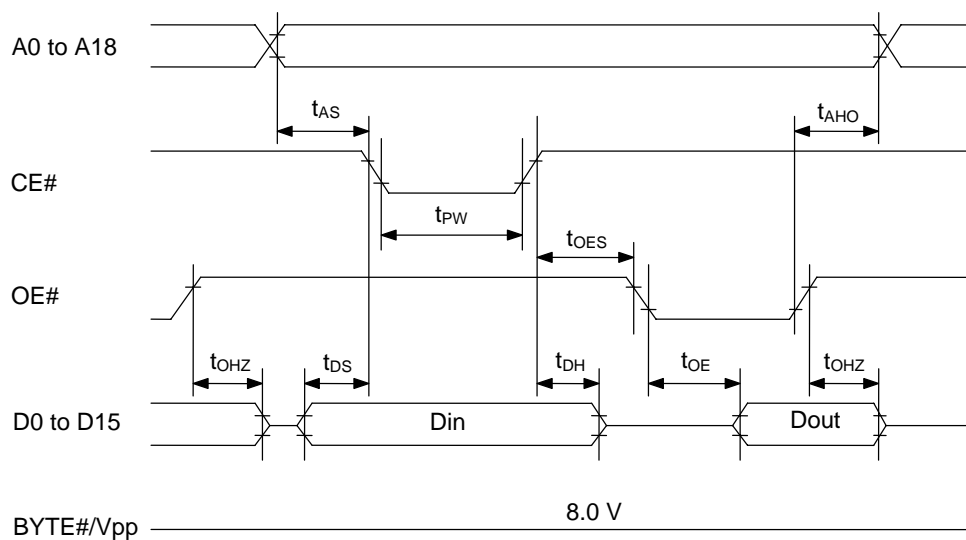 A0 to A18
tAS
tAHO
CE#
tPW
tOES
OE#
tOHZ
tDS
tDH
tOE
tOHZ
D0 to D15
Din
Dout
8.0 V
BYTE#/Vpp